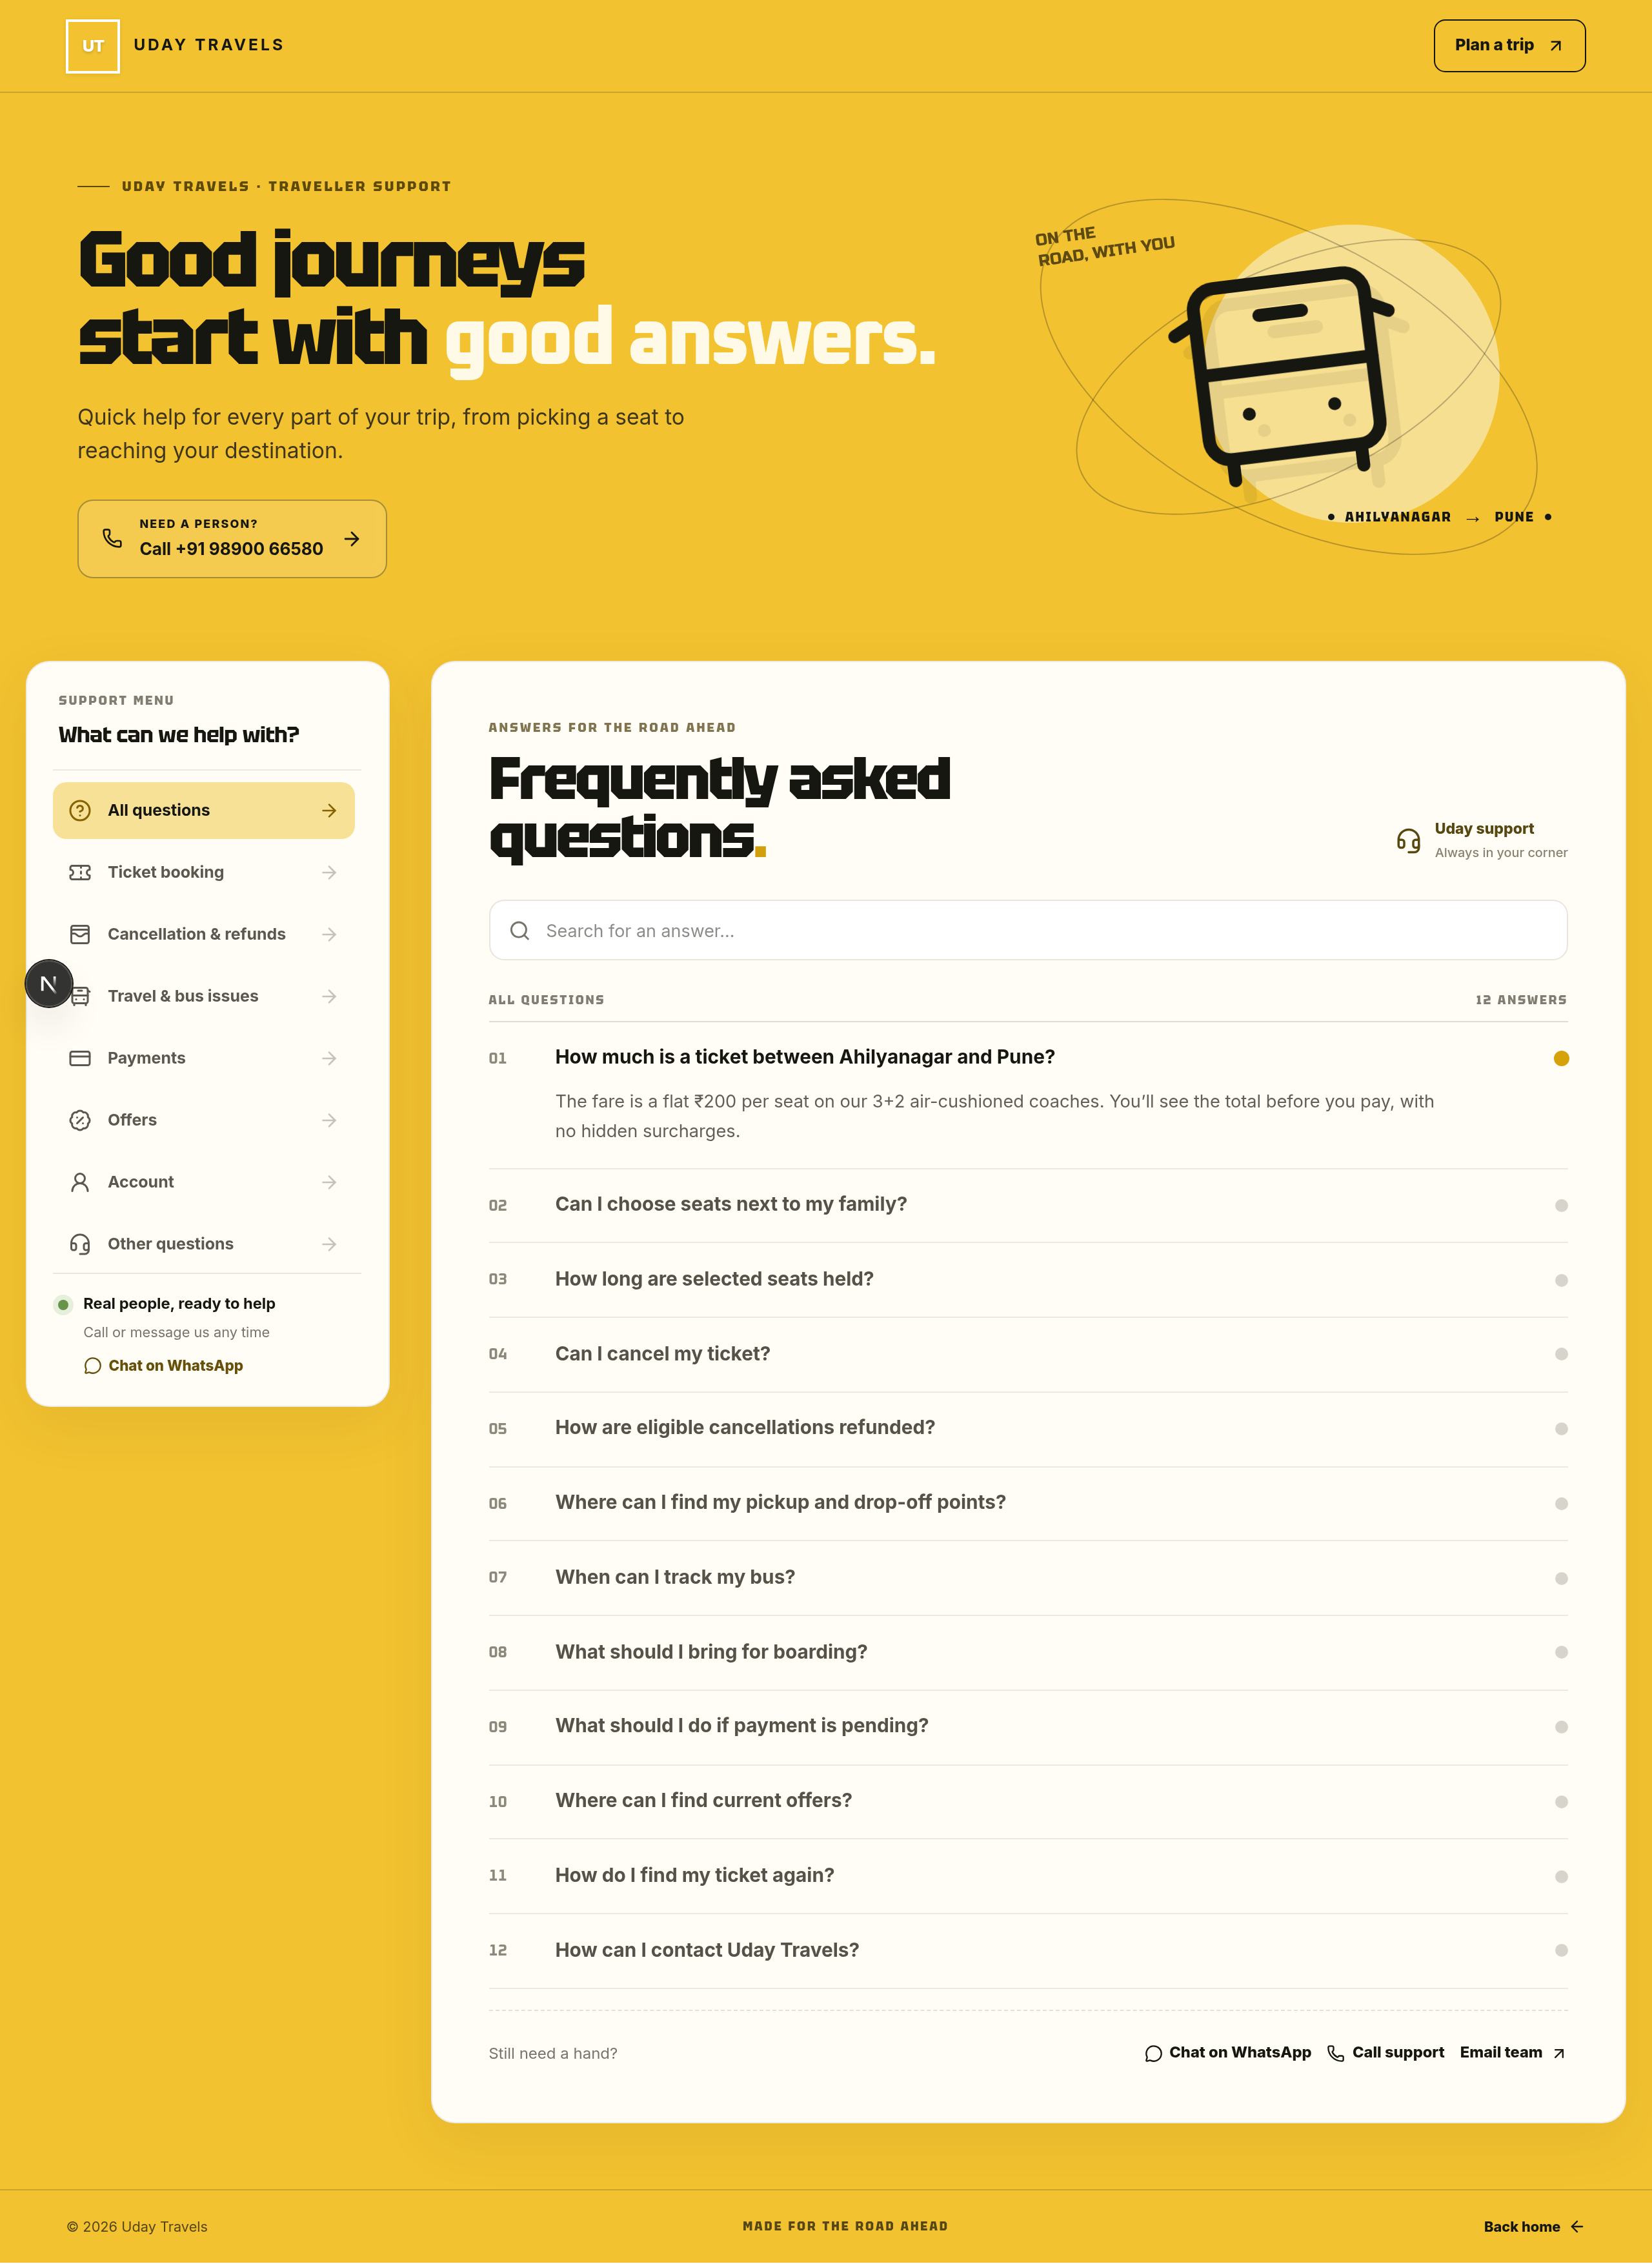 UT
UDAY TRAVELS
Plan a trip
UDAY TRAVELS · TRAVELLER SUPPORT
Good journeys
start with good answers.
Quick help for every part of your trip, from picking a seat to
reaching your destination.
NEED A PERSON?
Call +91 98900 66580
ON THE
ROAD, WITH YOU
AHILYANAGAR → PUNE
SUPPORT MENU
What can we help with?
All questions
Ticket booking
Cancellation & refunds
N
Travel & bus issues
Payments
Offers
Account
Other questions
Real people, ready to help
Call or message us any time
Chat on WhatsApp
ANSWERS FOR THE ROAD AHEAD
Frequently asked
questions.
Uday support
Always in your corner
Search for an answer...
ALL QUESTIONS
12 ANSWERS
01 How much is a ticket between Ahilyanagar and Pune?
The fare is a flat ₹200 per seat on our 3+2 air-cushioned coaches. You’ll see the total before you pay, with
no hidden surcharges.
02 Can I choose seats next to my family?
03 How long are selected seats held?
04 Can I cancel my ticket?
05 How are eligible cancellations refunded?
06 Where can I find my pickup and drop-off points?
07 When can I track my bus?
08 What should I bring for boarding?
09 What should I do if payment is pending?
10 Where can I find current offers?
11 How do I find my ticket again?
12 How can I contact Uday Travels?
Still need a hand?
Chat on WhatsApp Call support Email team
© 2026 Uday Travels
MADE FOR THE ROAD AHEAD
Back home